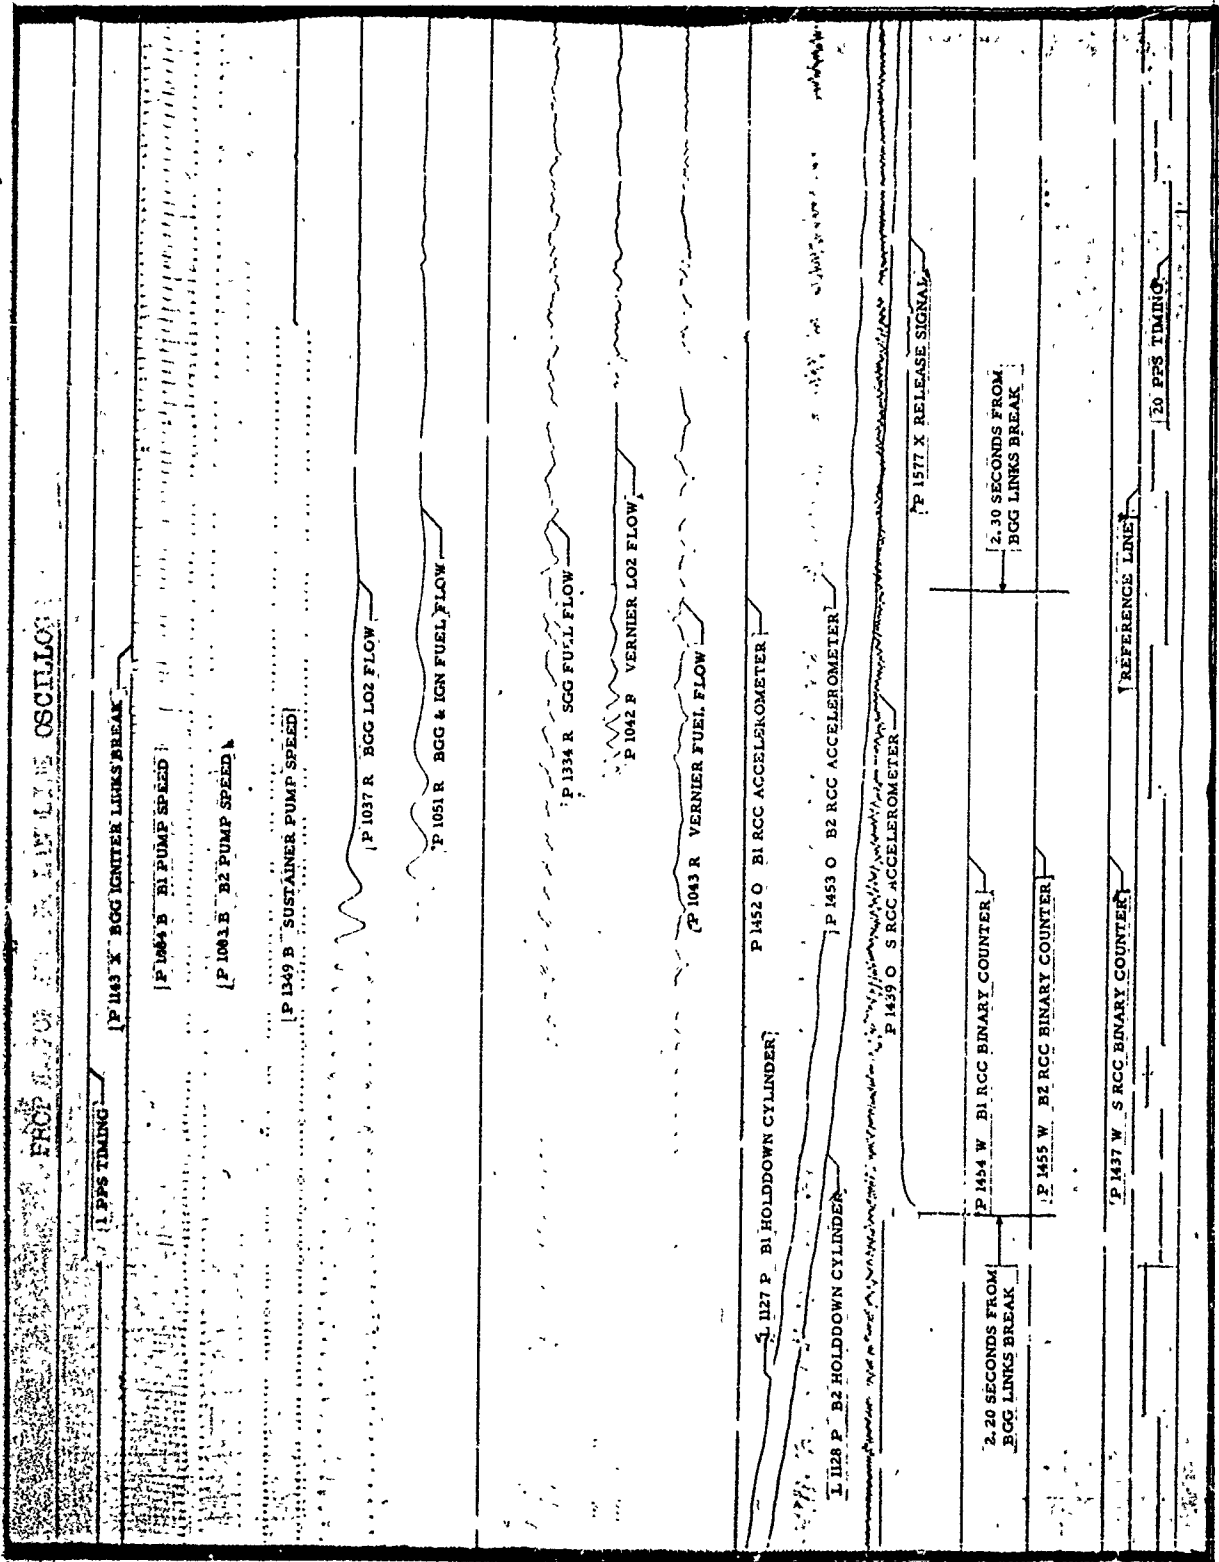 1 PPS TIMING
P 1143 X BGG IGNITER LINKS BREAK
B1 PUMP SPEED
B2 PUMP SPEED
P 1349 B SUSTAINER PUMP SPEED
P 1037 R BGG LO2 FLOW
P 1051 R BGG & IGN FUEL FLOW
P 1334 R SGG FUEL FLOW
VERNIER LO2 FLOW
P 1043 R VERNIER FUEL FLOW
P 1452 O B1 RCC ACCELEROMETER
L 1127 P B1 HOLDDOWN CYLINDER
P 1453 O B2 RCC ACCELEROMETER
L 1128 P B2 HOLDDOWN CYLINDER
P 1439 O S RCC ACCELEROMETER
P 1577 X RELEASE SIGNAL
P 1454 W B1 RCC BINARY COUNTER
2.30 SECONDS FROM
BGG LINKS BREAK
2.20 SECONDS FROM
BGG LINKS BREAK
P 1455 W B2 RCC BINARY COUNTER
P 1437 W S RCC BINARY COUNTER
REFERENCE LINE
20 PPS TIMING